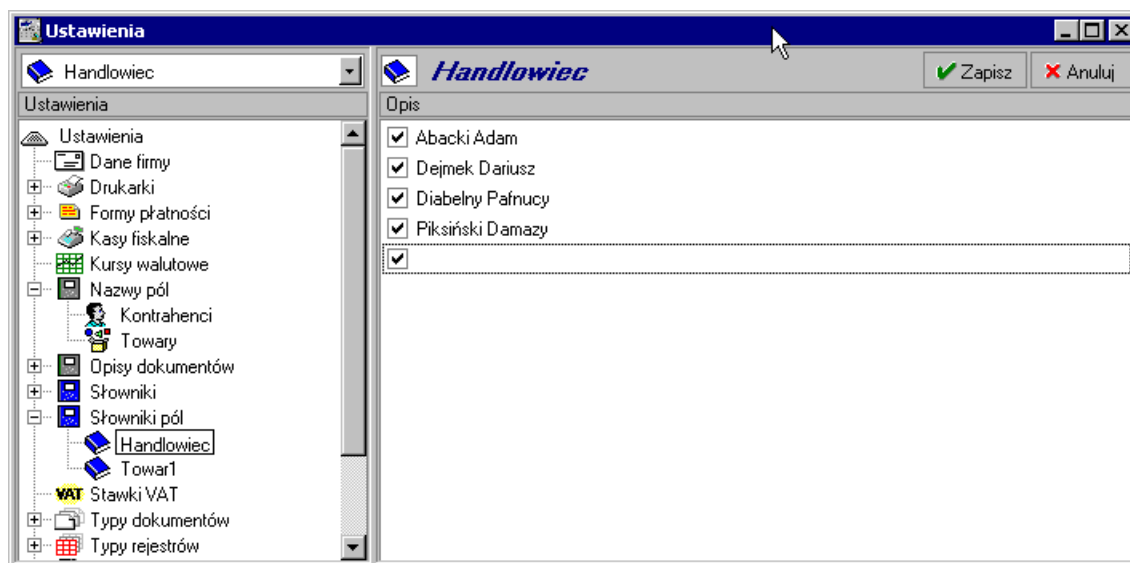 Ustawienia
Handlowiec
Ustawienia
Ustawienia
Dane firmy
Drukarki
Formy płatności
Kasy fiskalne
Kursy walutowe
Nazwy pól
Kontrahenci
Towary
Opisy dokumentów
Słowniki
Słowniki pól
Handlowiec
Towar1
VAT Stawki VAT
Typy dokumentów
Typy rejestrów
Handlowiec
Zapisz
Anuluj
Opis
Abacki Adam
Dejmek Dariusz
Diabelny Pafnucy
Piksiński Damazy